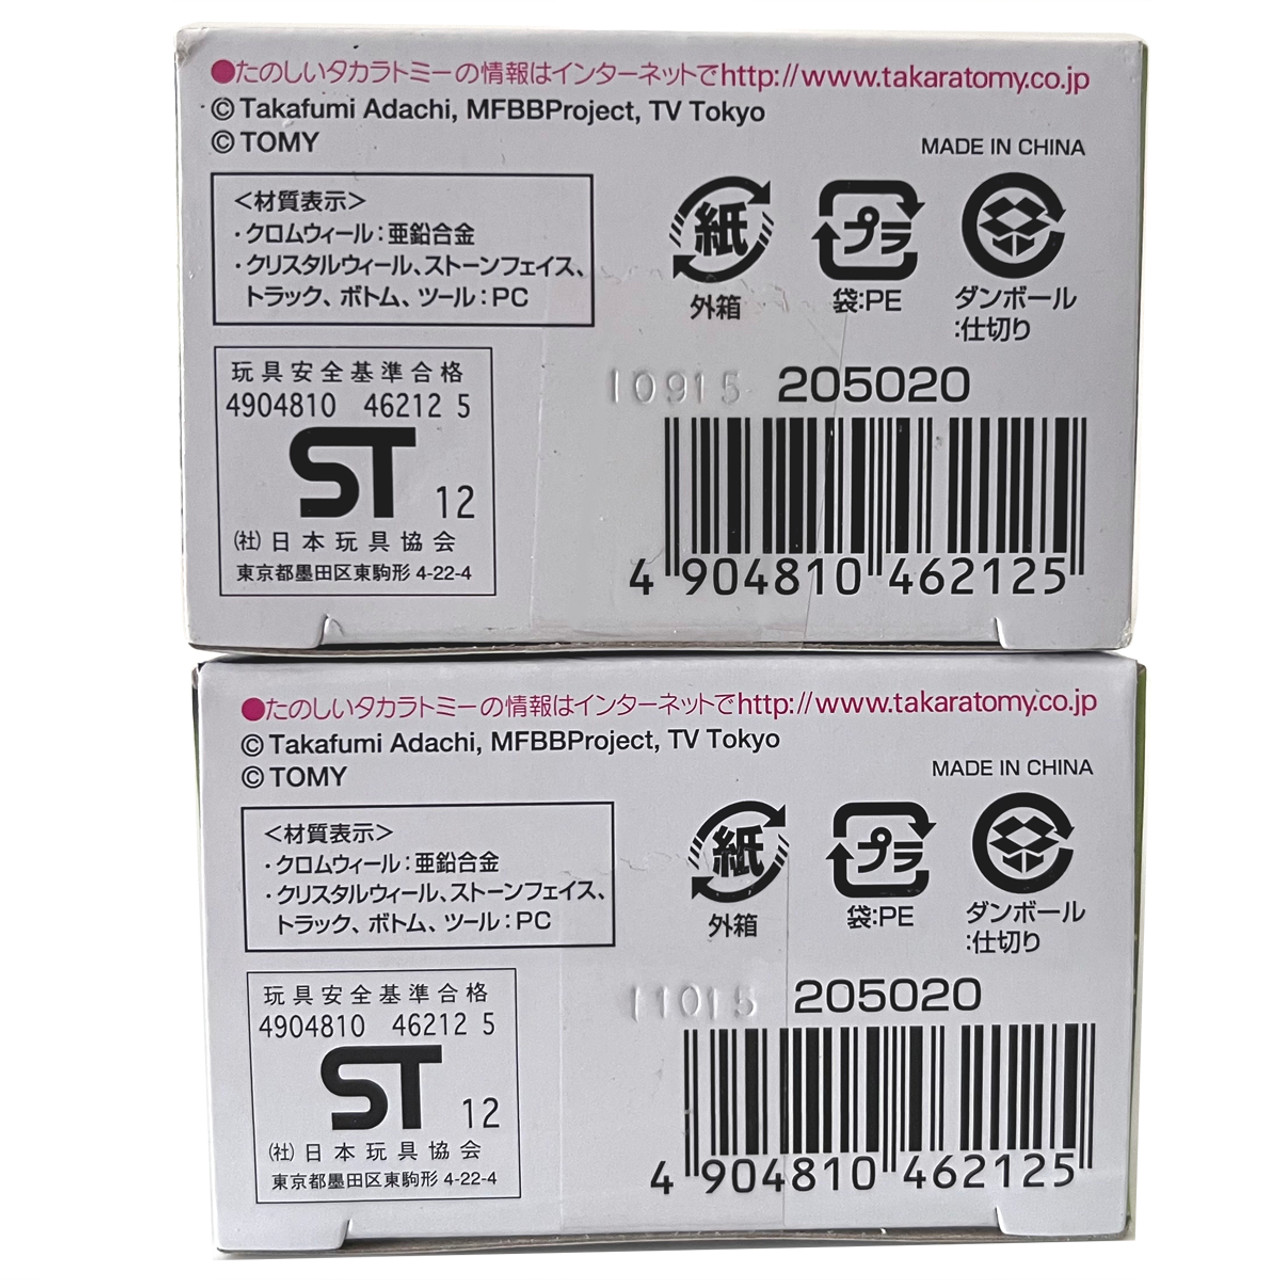 ●たのしいタカラトミーの情報はインターネットでhttp://www.takaratomy.co.jp
© Takafumi Adachi, MFBBProject, TV Tokyo
© TOMY
MADE IN CHINA
＜材質表示＞
・クロムウィール：亜鉛合金
・クリスタルウィール、ストーンフェイス、
トラック、ボトム、ツール：PC
紙
外箱
プラ
袋:PE
ダンボール
:仕切り
玩具安全基準合格
4904810 46212 5
ST 12
(社)日本玩具協会
東京都墨田区東駒形 4-22-4
10915 205020
4 904810 462125
●たのしいタカラトミーの情報はインターネットでhttp://www.takaratomy.co.jp
© Takafumi Adachi, MFBBProject, TV Tokyo
© TOMY
MADE IN CHINA
＜材質表示＞
・クロムウィール：亜鉛合金
・クリスタルウィール、ストーンフェイス、
トラック、ボトム、ツール：PC
紙
外箱
プラ
袋:PE
ダンボール
:仕切り
玩具安全基準合格
4904810 46212 5
ST 12
(社)日本玩具協会
東京都墨田区東駒形 4-22-4
11015 205020
4 904810 462125